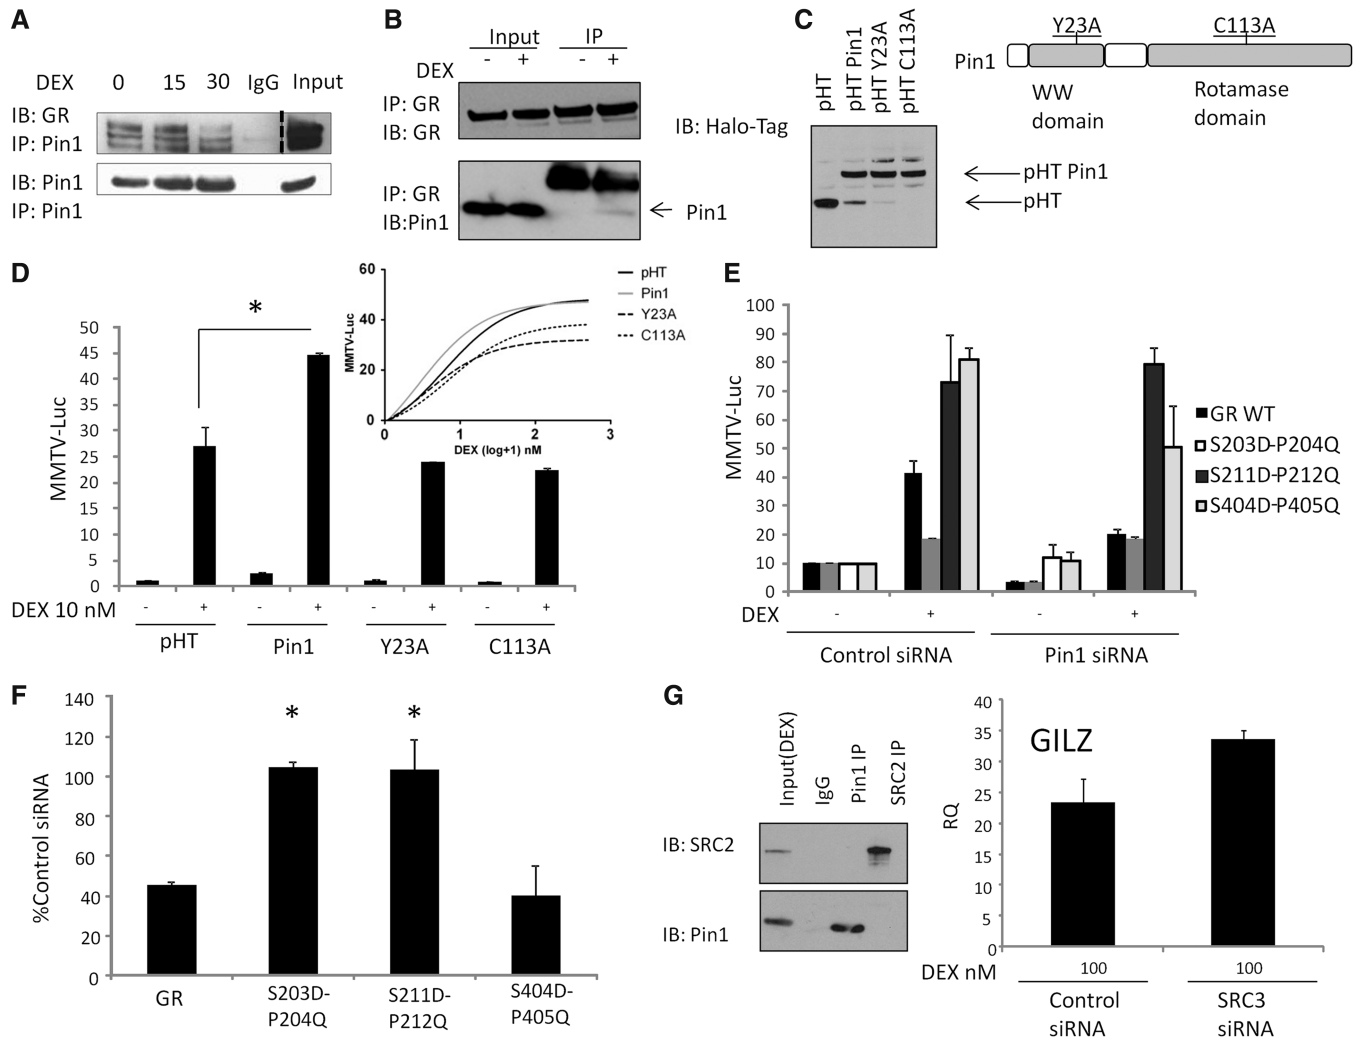 A
DEX 0 15 30 IgG Input
IB: GR
IP: Pin1
IB: Pin1
IP: Pin1
B
Input IP
DEX - + - +
IP: GR
IB: GR
IP: GR
IB:Pin1
Pin1
C
pHT
pHT Pin1
pHT Y23A
pHT C113A
IB: Halo-Tag
pHT Pin1
pHT
Pin1
Y23A C113A
WW
domain
Rotamase
domain
D
*
MMTV-Luc
50
45
40
35
30
25
20
15
10
5
0
DEX 10 nM - + - + - + - +
pHT Pin1 Y23A C113A
MMTV-Luc
60
40
20
0
0 1 2 3
DEX (log+1) nM
pHT
Pin1
Y23A
C113A
E
MMTV-Luc
100
90
80
70
60
50
40
30
20
10
0
DEX - + - +
Control siRNA Pin1 siRNA
GR WT
S203D-P204Q
S211D-P212Q
S404D-P405Q
F
%Control siRNA
140
120
100
80
60
40
20
0
* *
GR
S203D-
P204Q
S211D-
P212Q
S404D-
P405Q
G
Input(DEX)
IgG
Pin1 IP
SRC2 IP
IB: SRC2
IB: Pin1
GILZ
RQ
40
35
30
25
20
15
10
5
0
DEX nM 100 100
Control
siRNA
SRC3
siRNA